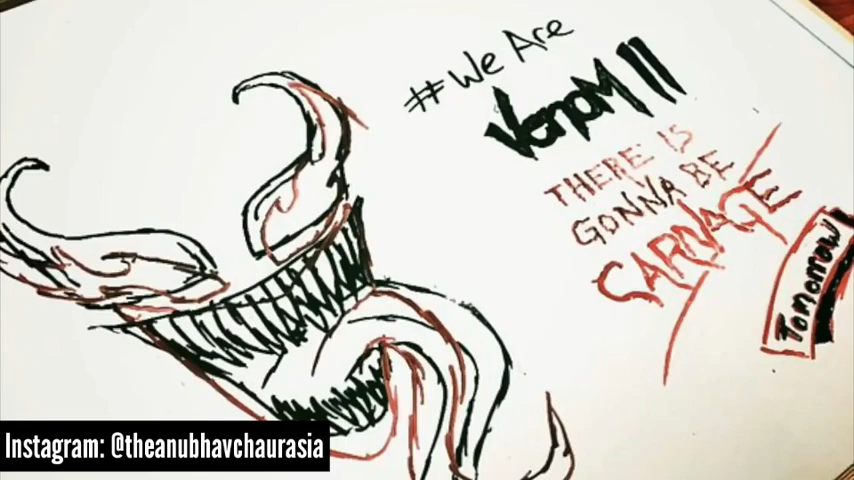 #We Are
VenoM II
THERE IS
GONNA BE
CARNAGE
Tomorrow
Instagram: @theanubhavchaurasia